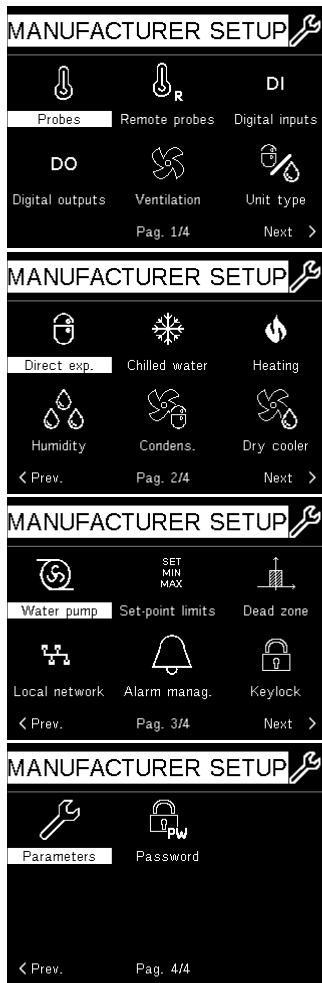 MANUFACTURER SETUP
R
DI
Probes Remote probes Digital inputs
DO
Digital outputs Ventilation Unit type
Pag. 1/4 Next >
MANUFACTURER SETUP
Direct exp. Chilled water Heating
Humidity Condens. Dry cooler
< Prev. Pag. 2/4 Next >
MANUFACTURER SETUP
SET
MIN
MAX
Water pump Set-point limits Dead zone
Local network Alarm manag. Keylock
< Prev. Pag. 3/4 Next >
MANUFACTURER SETUP
PW
Parameters Password
< Prev. Pag. 4/4